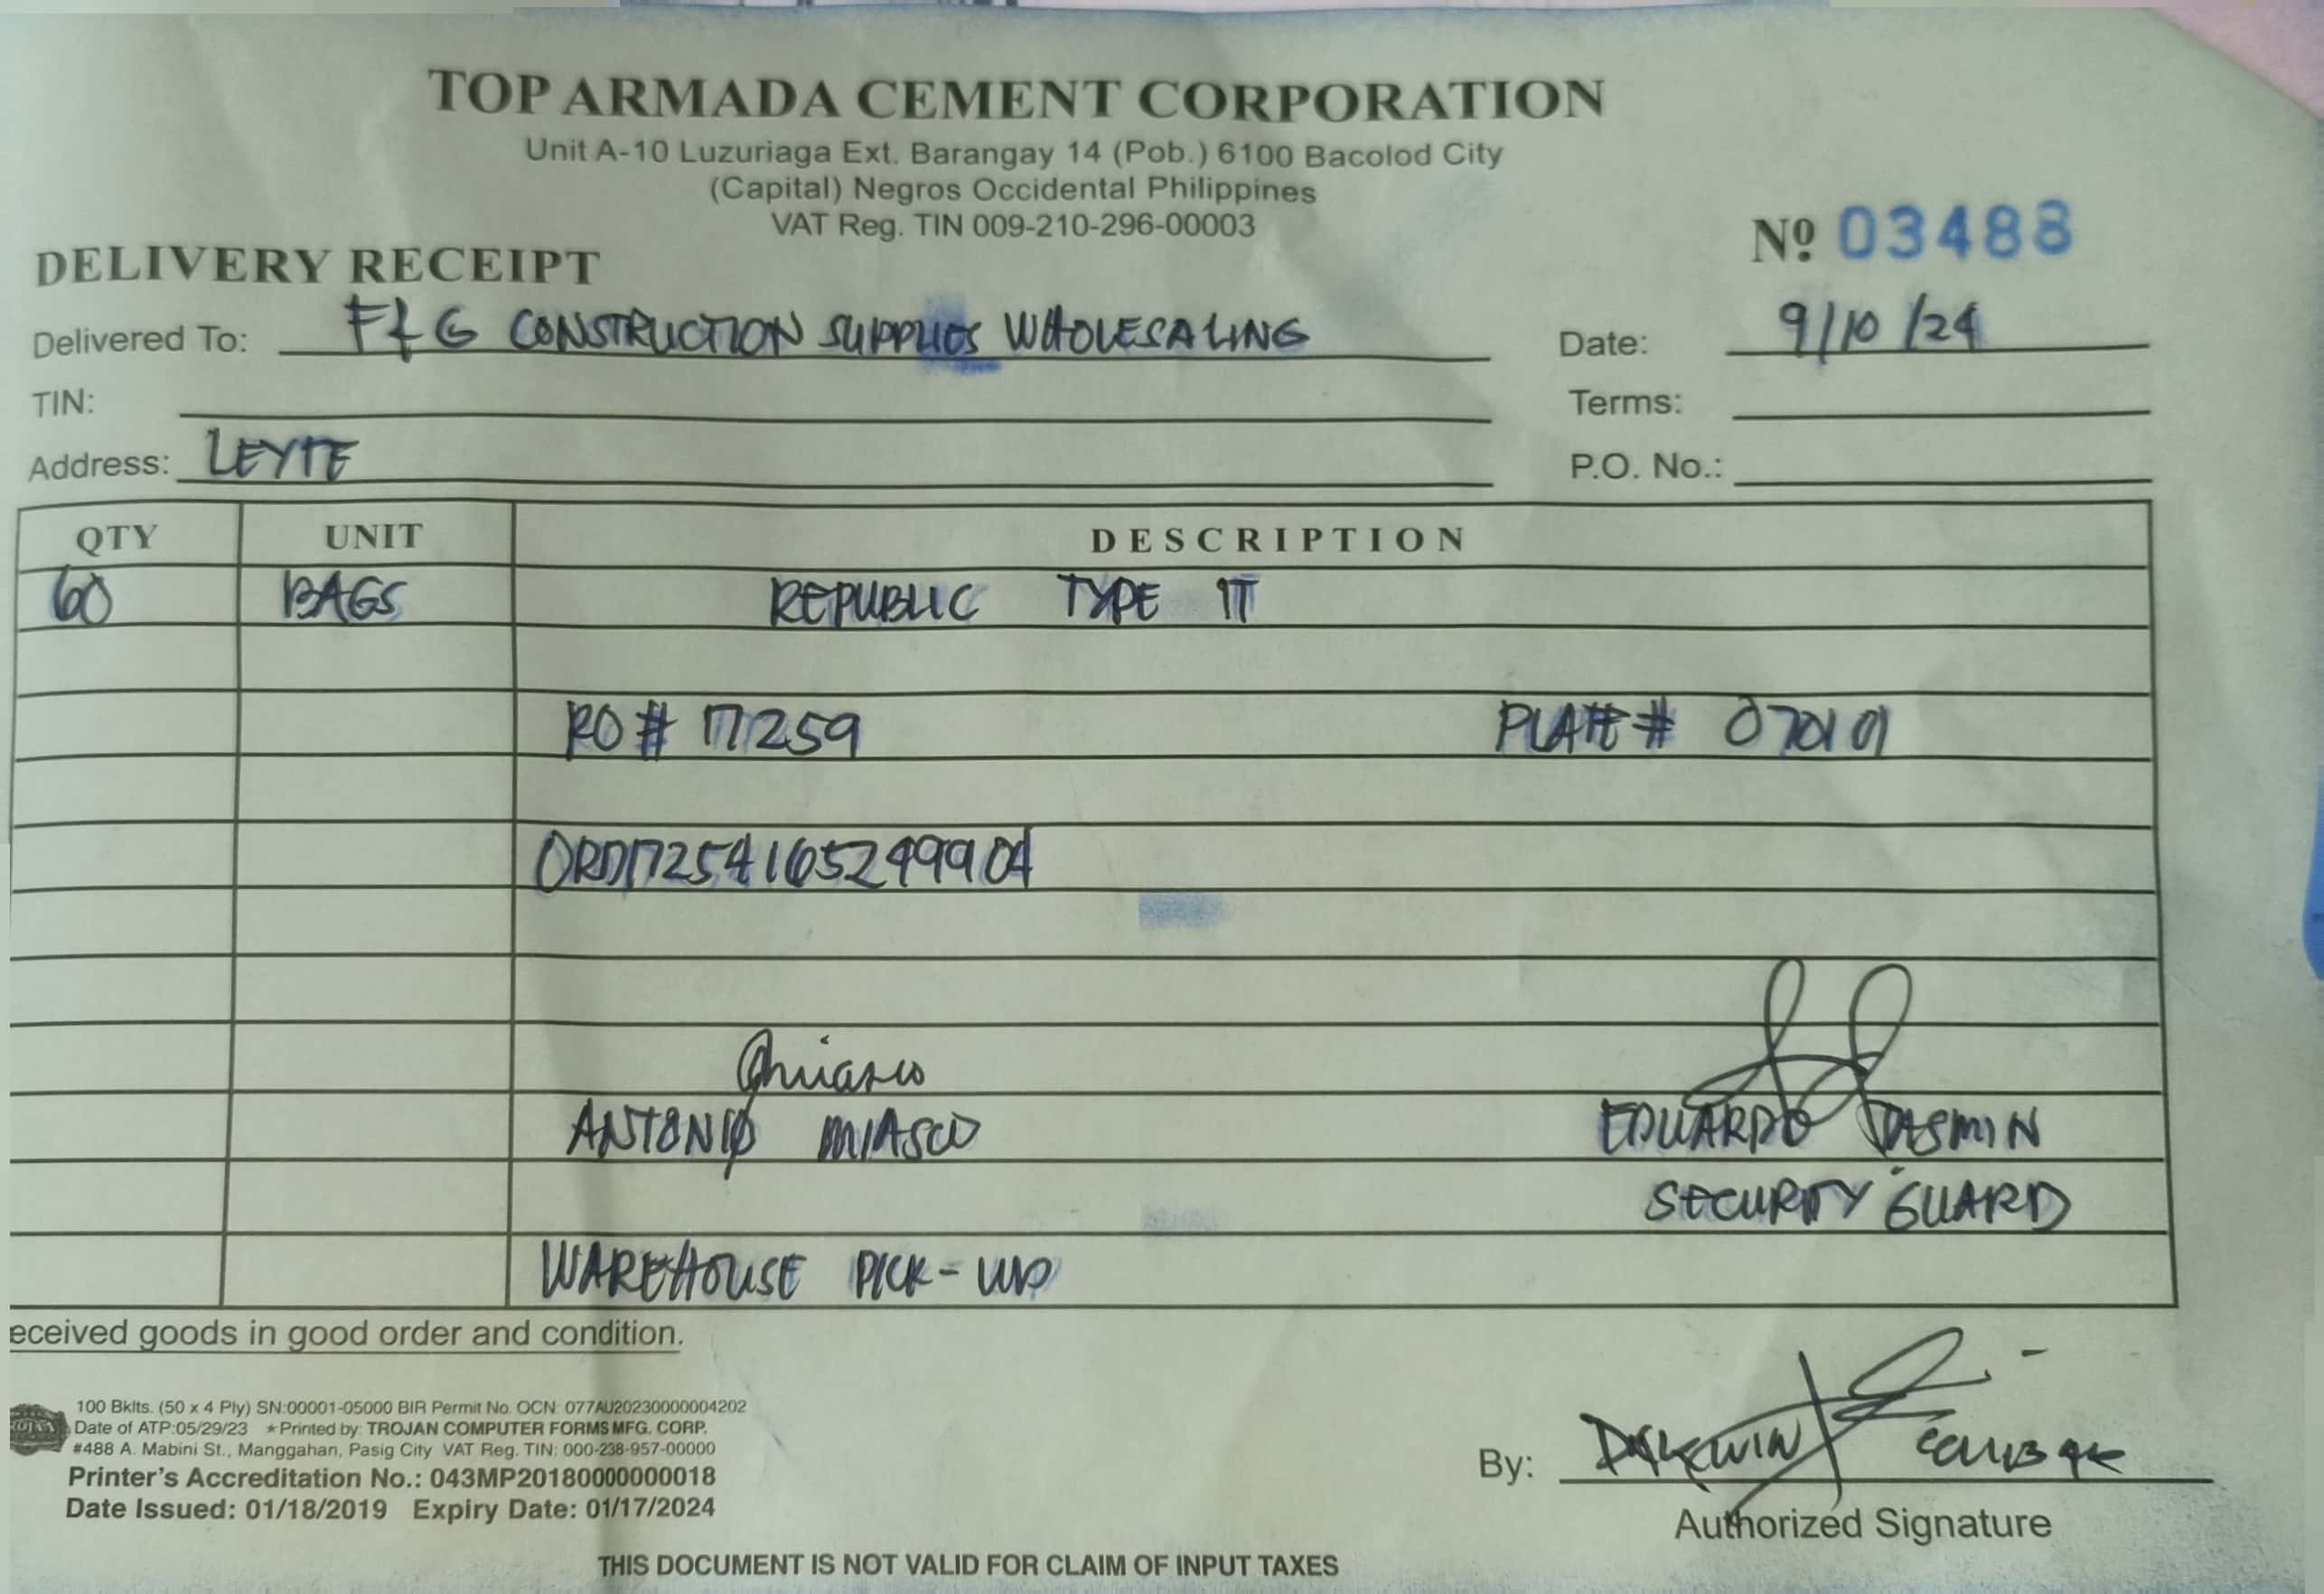 TOP ARMADA CEMENT CORPORATION
Unit A-10 Luzuriaga Ext. Barangay 14 (Pob.) 6100 Bacolod City
(Capital) Negros Occidental Philippines
VAT Reg. TIN 009-210-296-00003
Nº 03488
DELIVERY RECEIPT
Delivered To: F & G CONSTRUCTION SUPPLIES WHOLESALING Date: 9/10/24
TIN: Terms:
Address: LEYTE P.O. No.:
QTY UNIT DESCRIPTION
60 BAGS REPUBLIC TYPE 1T
RO # 17259 PLATE #
ORD17254165249904
ANTONIO MIASCO EDUARDO JASMIN
SECURITY GUARD
WAREHOUSE PICK-UP
eceived goods in good order and condition.
100 Bklts. (50 x 4 Ply) SN:00001-05000 BIR Permit No. OCN: 077AU20230000004202
Date of ATP:05/29/23 ★Printed by: TROJAN COMPUTER FORMS MFG. CORP.
#488 A. Mabini St., Manggahan, Pasig City VAT Reg. TIN: 000-238-957-00000
Printer's Accreditation No.: 043MP20180000000018
Date Issued: 01/18/2019 Expiry Date: 01/17/2024
By:
Authorized Signature
THIS DOCUMENT IS NOT VALID FOR CLAIM OF INPUT TAXES